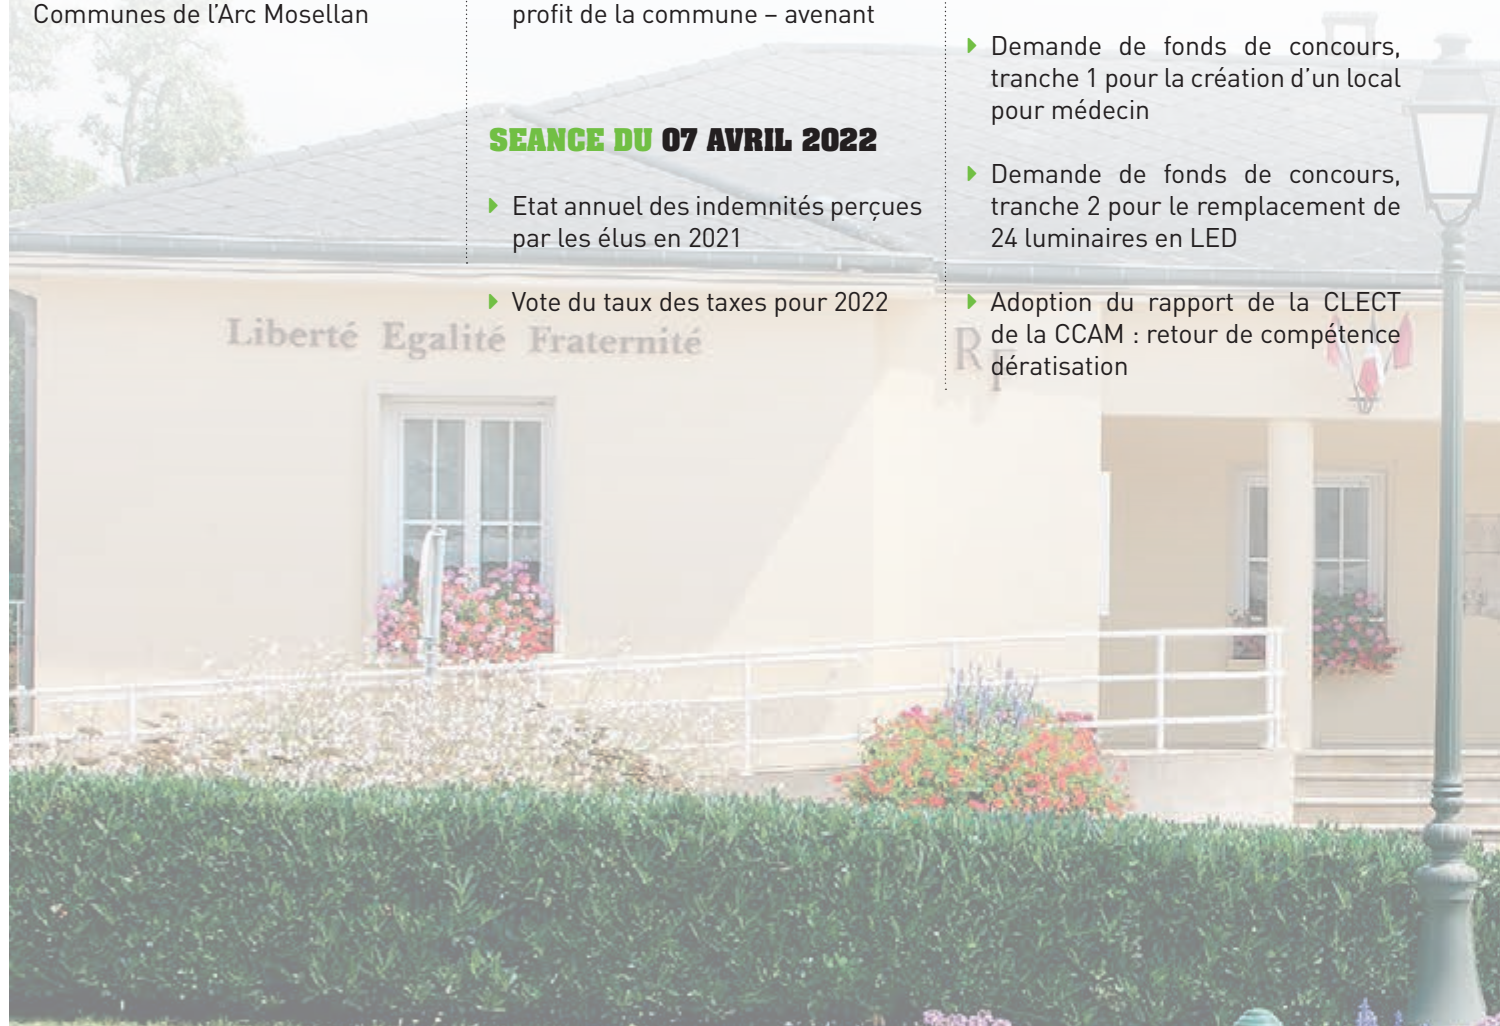 Communes de l'Arc Mosellan
profit de la commune – avenant
SEANCE DU 07 AVRIL 2022
Etat annuel des indemnités perçues
par les élus en 2021
Vote du taux des taxes pour 2022
Demande de fonds de concours,
tranche 1 pour la création d'un local
pour médecin
Demande de fonds de concours,
tranche 2 pour le remplacement de
24 luminaires en LED
Adoption du rapport de la CLECT
de la CCAM : retour de compétence
dératisation
Liberté Egalité Fraternité
RF